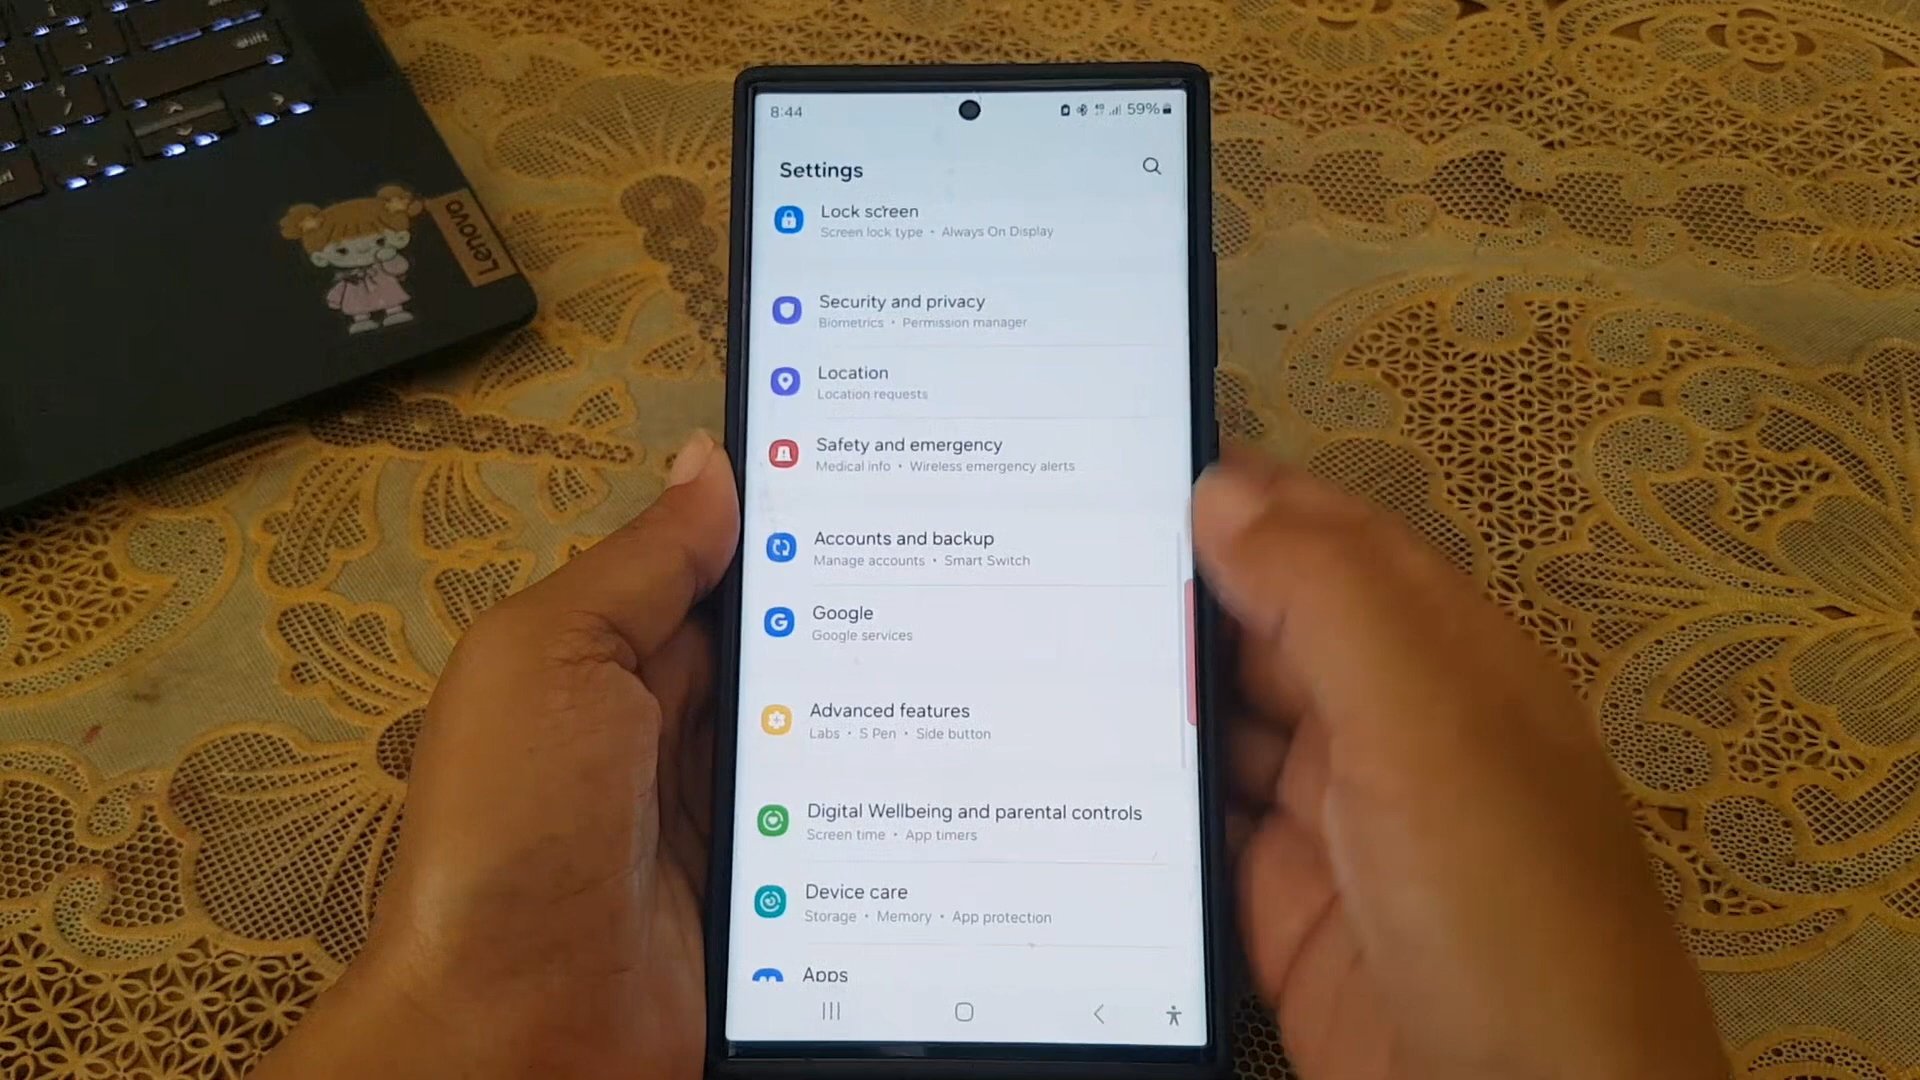 shift
Lenovo
8:44
59%
Settings
Lock screen
Screen lock type • Always On Display
Security and privacy
Biometrics • Permission manager
Location
Location requests
Safety and emergency
Medical info • Wireless emergency alerts
Accounts and backup
Manage accounts • Smart Switch
Google
Google services
Advanced features
Labs • S Pen • Side button
Digital Wellbeing and parental controls
Screen time • App timers
Device care
Storage • Memory • App protection
Apps